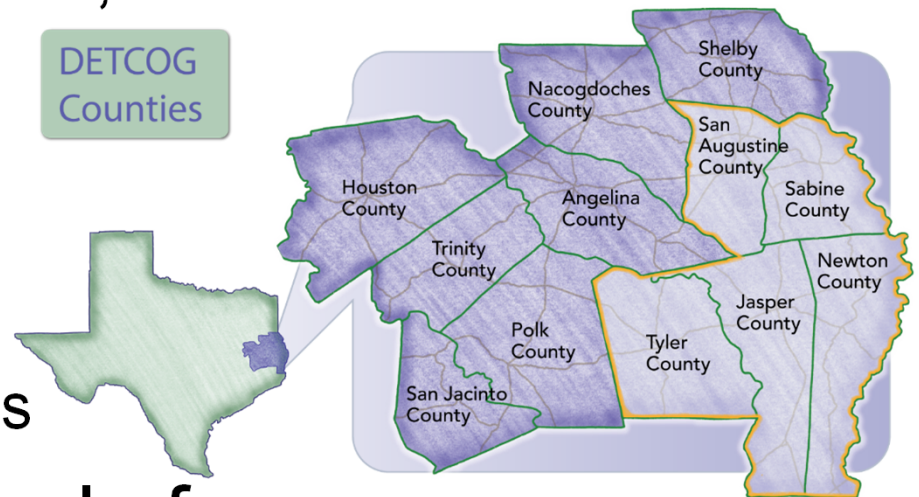 DETCOG
Counties
Shelby
County
Nacogdoches
County
San
Augustine
County
Houston
County
Angelina
County
Sabine
County
Trinity
County
Newton
County
Jasper
County
Polk
County
Tyler
County
San Jacinto
County
s